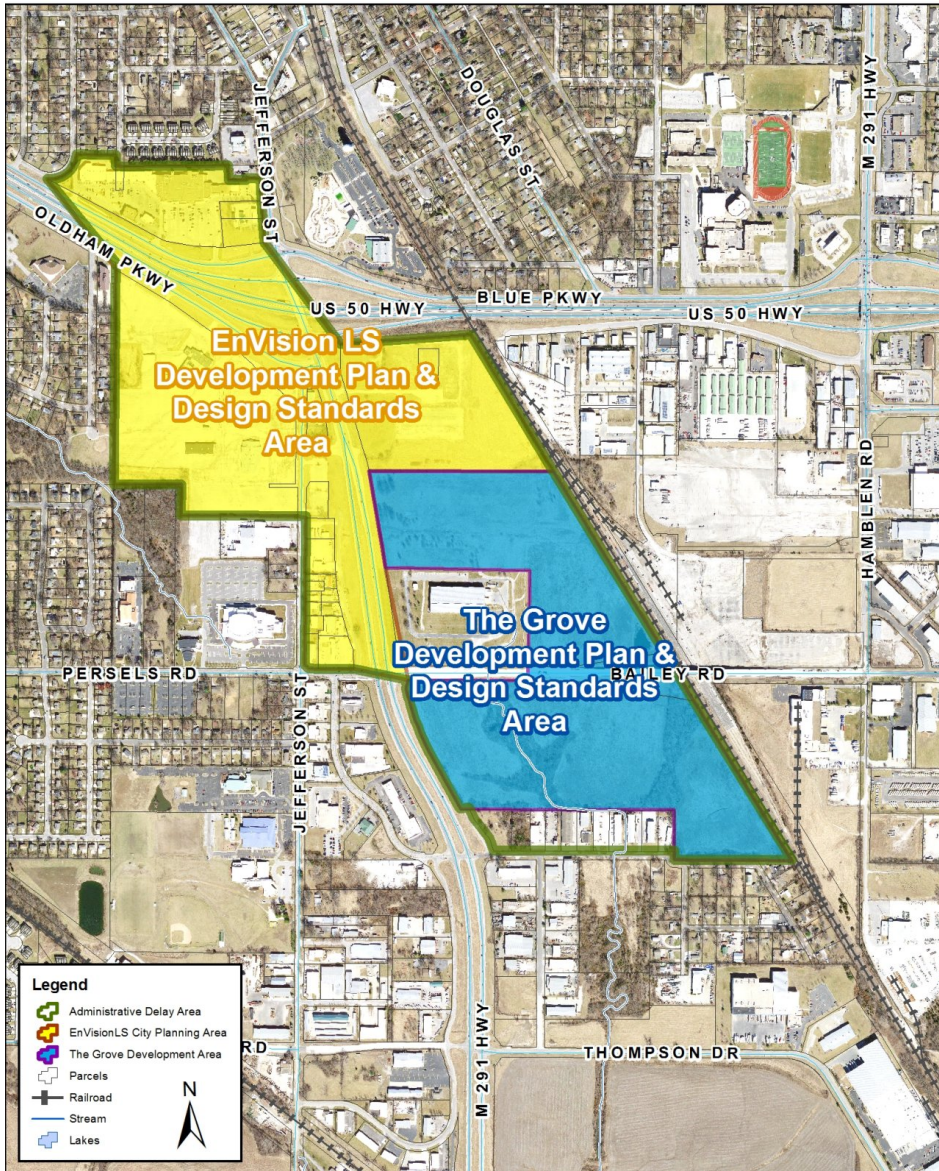 JEFFERSON ST
DOUGLAS ST
M 291 HWY
OLDHAM PKWY
BLUE PKWY
US 50 HWY
US 50 HWY
EnVision LS
Development Plan &
Design Standards
Area
HAMBLEN RD
The Grove
Development Plan &
Design Standards
Area
PERSELS RD
BAILEY RD
JEFFERSON ST
M 291 HWY
RD
THOMPSON DR
Legend
Administrative Delay Area
EnVisionLS City Planning Area
The Grove Development Area
Parcels
Railroad
Stream
Lakes
N